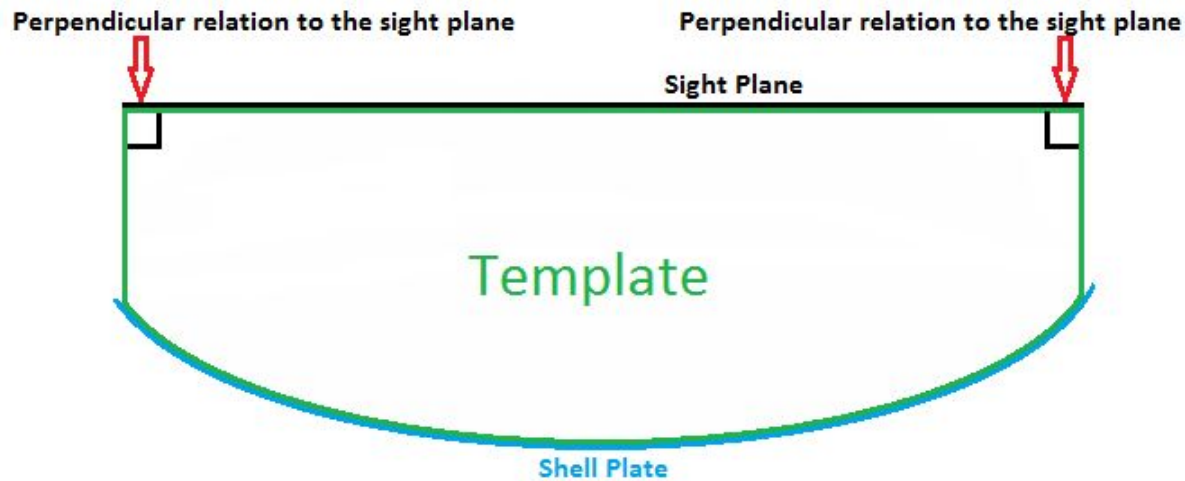 Perpendicular relation to the sight plane
Perpendicular relation to the sight plane
Sight Plane
Template
Shell Plate